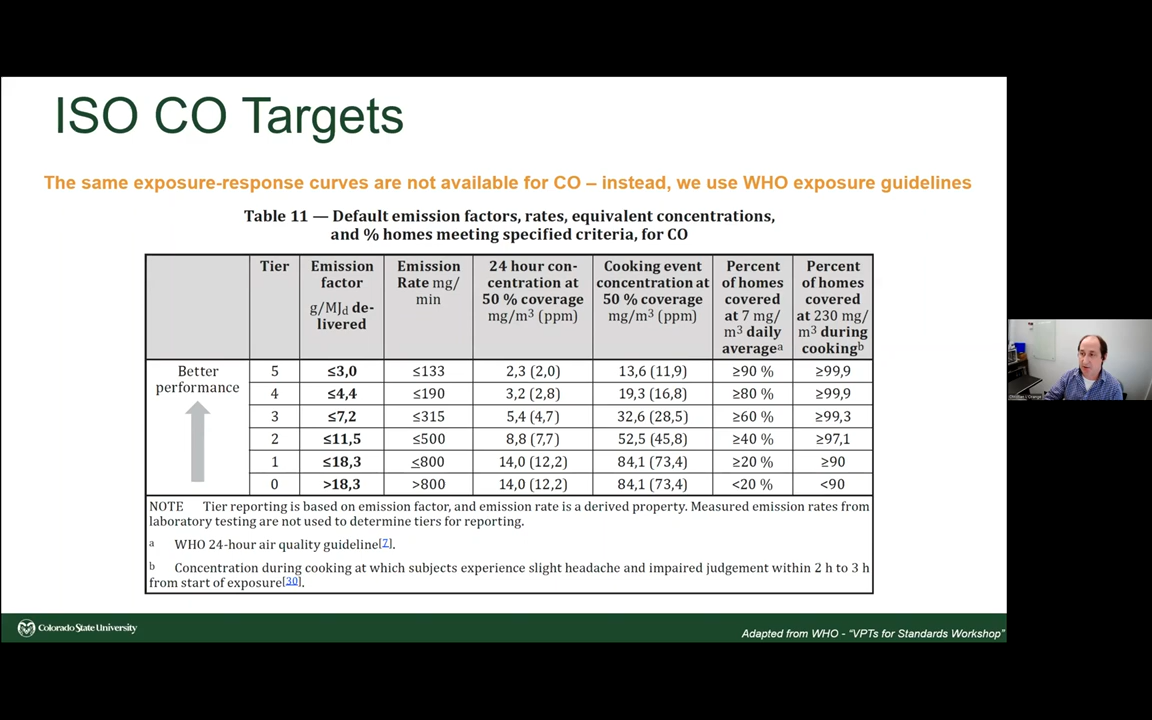 ISO CO Targets
The same exposure-response curves are not available for CO – instead, we use WHO exposure guidelines
Table 11 — Default emission factors, rates, equivalent concentrations,
and % homes meeting specified criteria, for CO
Tier
Emission
factor
g/MJd de-
livered
Emission
Rate mg/
min
24 hour con-
centration at
50 % coverage
mg/m³ (ppm)
Cooking event
concentration at
50 % coverage
mg/m³ (ppm)
Percent
of homes
covered
at 7 mg/
m³ daily
averageᵃ
Percent
of homes
covered
at 230 mg/
m³ during
cookingᵇ
Better
performance
5 ≤3,0 ≤133 2,3 (2,0) 13,6 (11,9) ≥90 % ≥99,9
4 ≤4,4 ≤190 3,2 (2,8) 19,3 (16,8) ≥80 % ≥99,9
3 ≤7,2 ≤315 5,4 (4,7) 32,6 (28,5) ≥60 % ≥99,3
2 ≤11,5 ≤500 8,8 (7,7) 52,5 (45,8) ≥40 % ≥97,1
1 ≤18,3 ≤800 14,0 (12,2) 84,1 (73,4) ≥20 % ≥90
0 >18,3 >800 14,0 (12,2) 84,1 (73,4) <20 % <90
NOTE Tier reporting is based on emission factor, and emission rate is a derived property. Measured emission rates from
laboratory testing are not used to determine tiers for reporting.
a WHO 24-hour air quality guideline[7].
b Concentration during cooking at which subjects experience slight headache and impaired judgement within 2 h to 3 h
from start of exposure[30].
Colorado State University
Adapted from WHO - “VPTs for Standards Workshop”